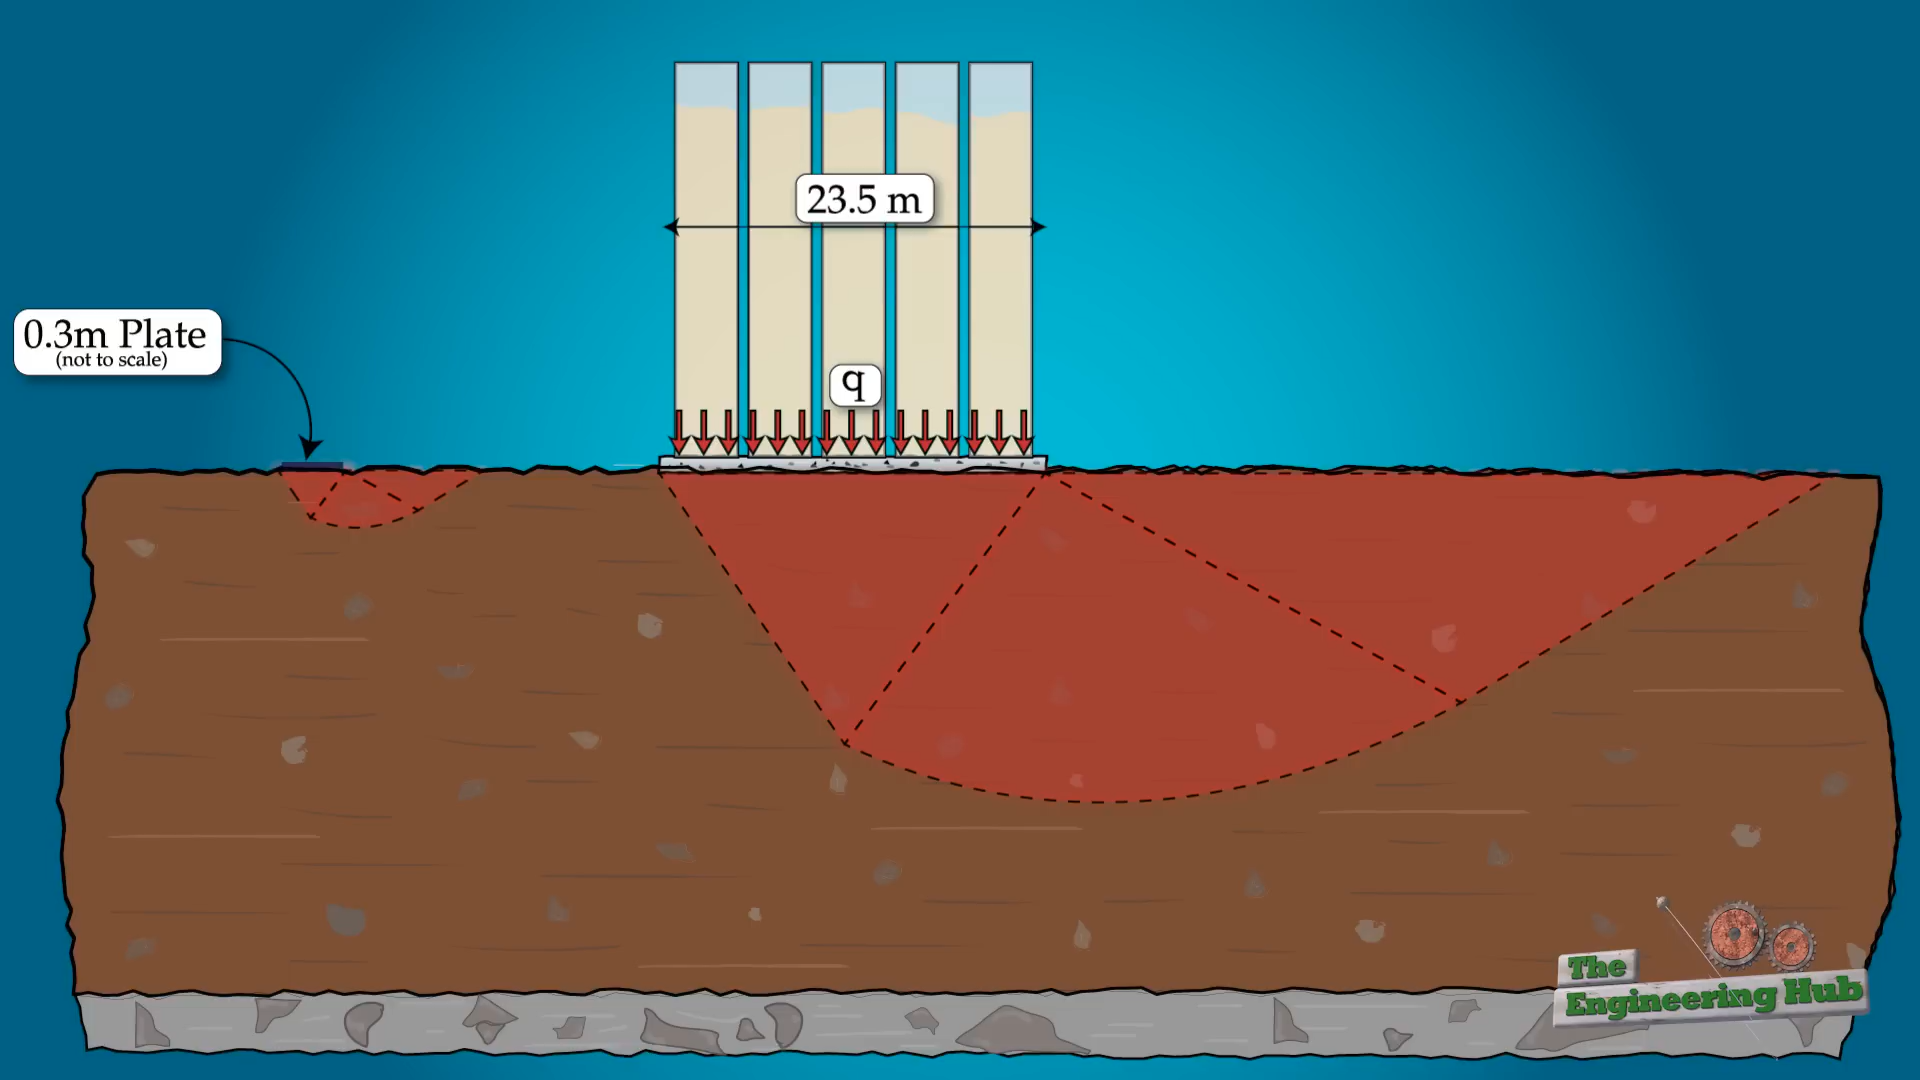 23.5 m
0.3m Plate
(not to scale)
q
The
Engineering Hub